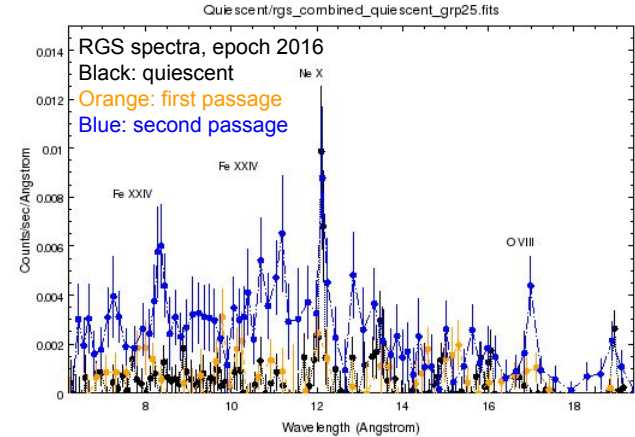 Quiescent/rgs_combined_quiescent_grp25.fits
RGS spectra, epoch 2016
Black: quiescent
Orange: first passage
Blue: second passage
Ne X
Fe XXIV
Fe XXIV
O VIII
Counts/sec/Angstrom
0.014
0.012
0.01
0.008
0.006
0.004
0.002
0
8
10
12
14
16
18
Wavelength (Angstrom)